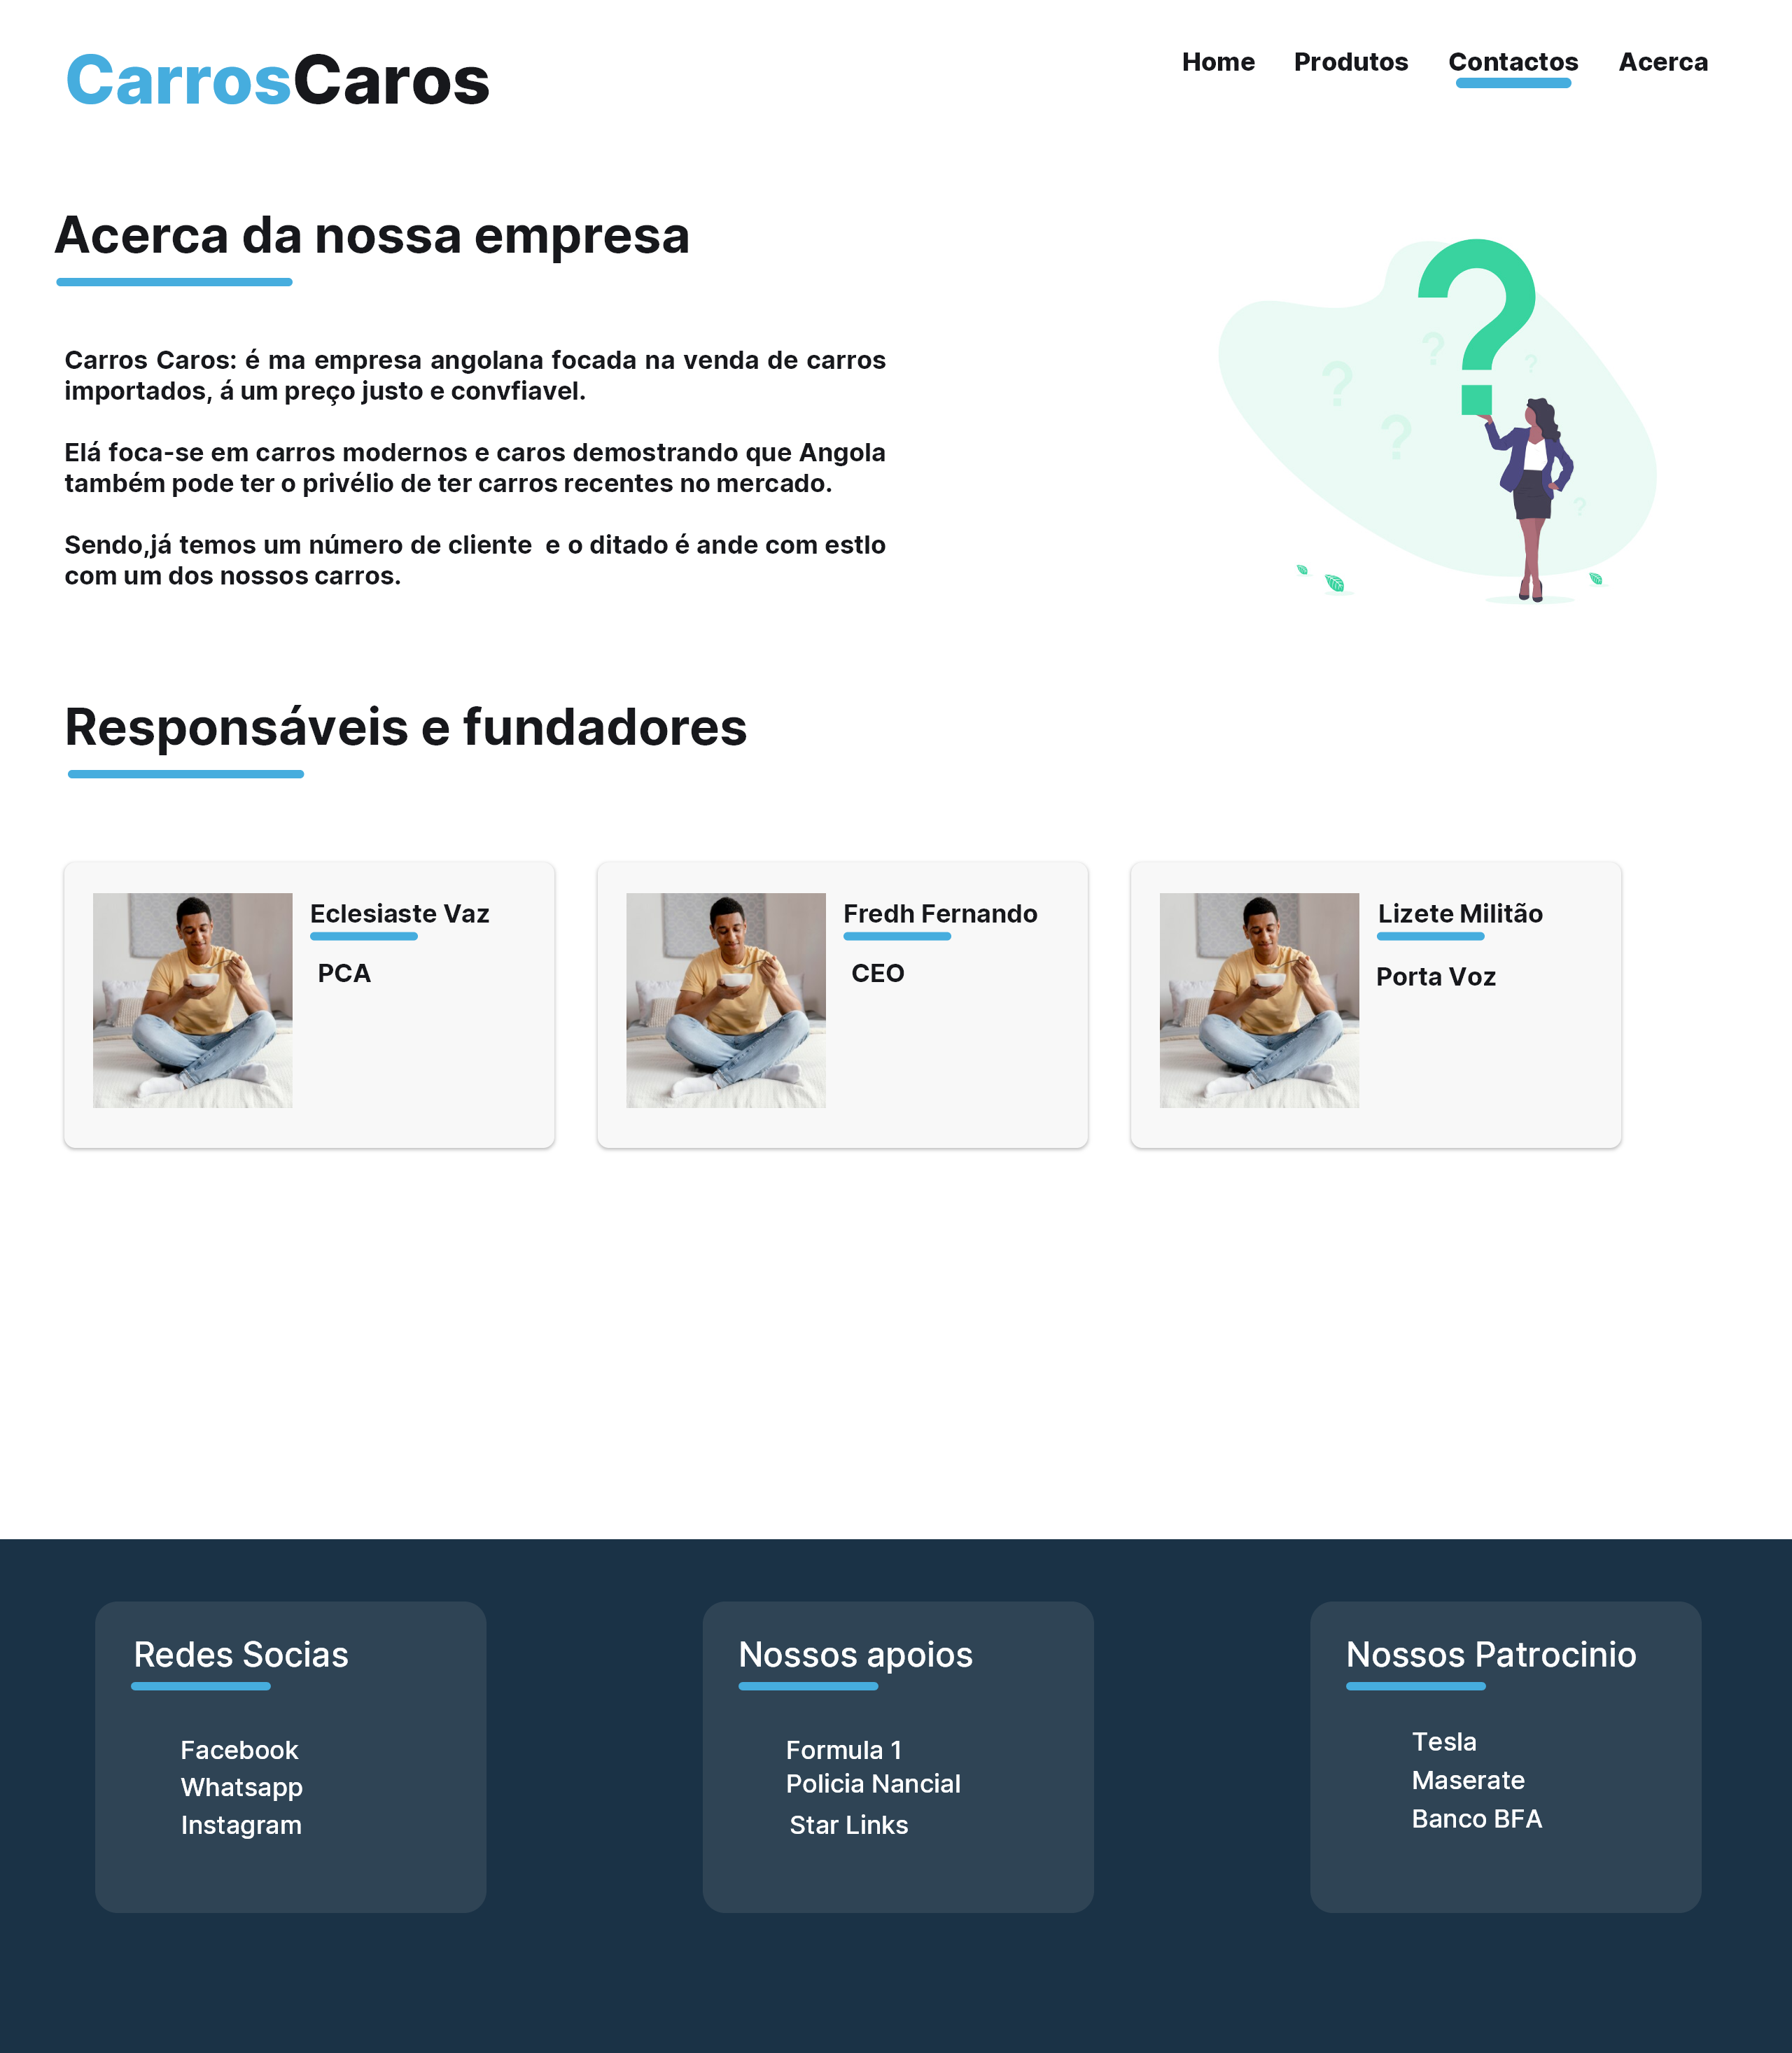 CarrosCaros
Home Produtos Contactos Acerca
Acerca da nossa empresa
Carros Caros: é ma empresa angolana focada na venda de carros
importados, á um preço justo e convfiavel.
Elá foca-se em carros modernos e caros demostrando que Angola
também pode ter o privélio de ter carros recentes no mercado.
Sendo,já temos um número de cliente  e o ditado é ande com estlo
com um dos nossos carros.
? ? ? ? ? ?
Responsáveis e fundadores
Eclesiaste Vaz
PCA
Fredh Fernando
CEO
Lizete Militão
Porta Voz
Redes Socias
Facebook
Whatsapp
Instagram
Nossos apoios
Formula 1
Policia Nancial
Star Links
Nossos Patrocinio
Tesla
Maserate
Banco BFA